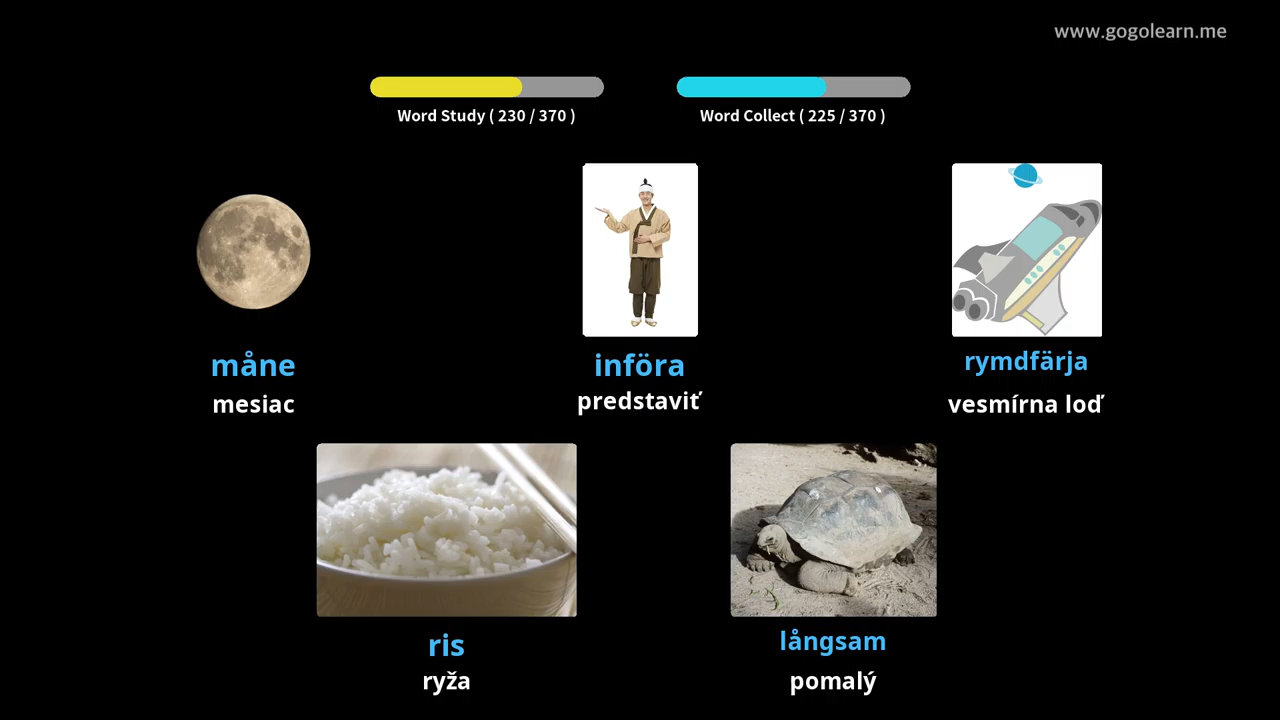 www.gogolearn.me
Word Study ( 230 / 370 )
Word Collect ( 225 / 370 )
måne
mesiac
införa
predstaviť
rymdfärja
vesmírna loď
ris
ryža
långsam
pomalý